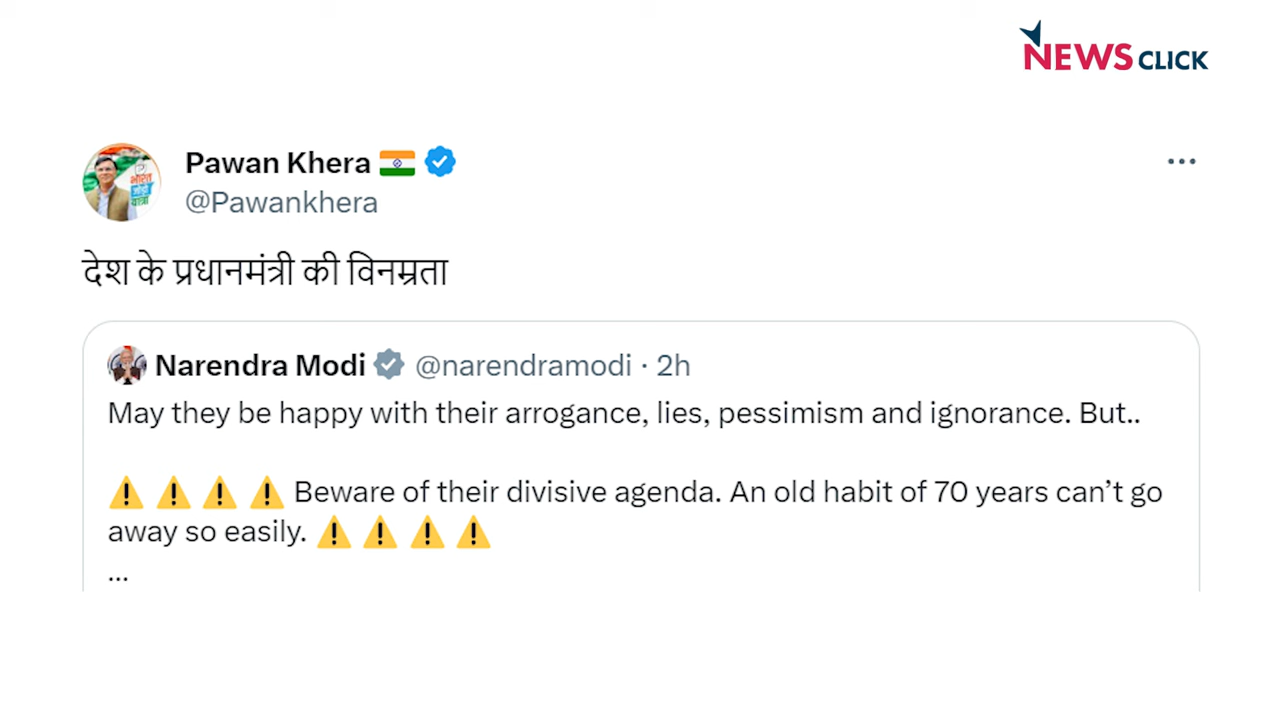 NEWS CLICK
Pawan Khera 🇮🇳
@Pawankhera
देश के प्रधानमंत्री की विनम्रता
Narendra Modi @narendramodi · 2h
May they be happy with their arrogance, lies, pessimism and ignorance. But..
⚠️ ⚠️ ⚠️ ⚠️ Beware of their divisive agenda. An old habit of 70 years can’t go
away so easily. ⚠️ ⚠️ ⚠️ ⚠️
...